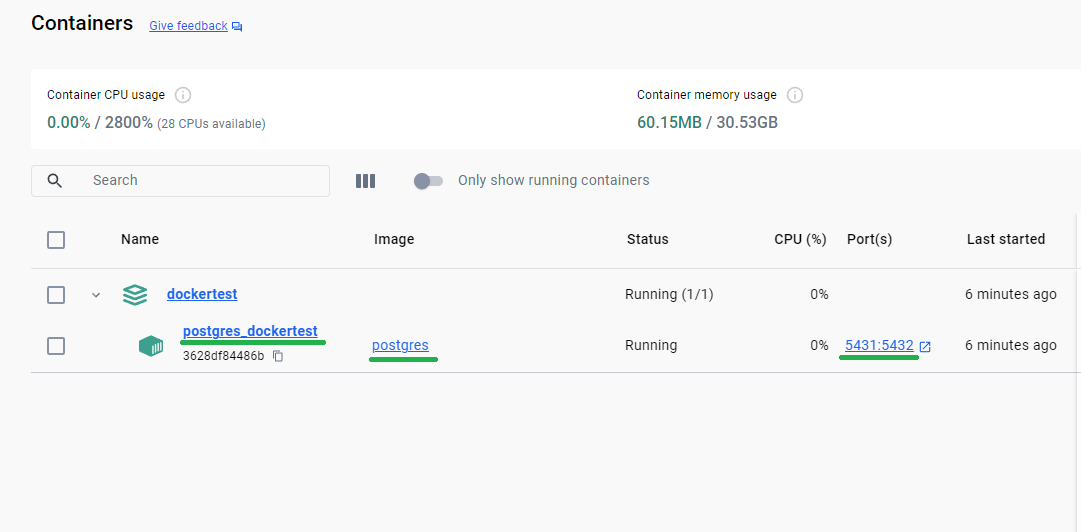 Containers Give feedback
Container CPU usage Container memory usage
0.00% / 2800% (28 CPUs available) 60.15MB / 30.53GB
Search Only show running containers
Name Image Status CPU (%) Port(s) Last started
dockertest Running (1/1) 0% 6 minutes ago
postgres_dockertest
postgres Running 0% 5431:5432 6 minutes ago
3628df84486b